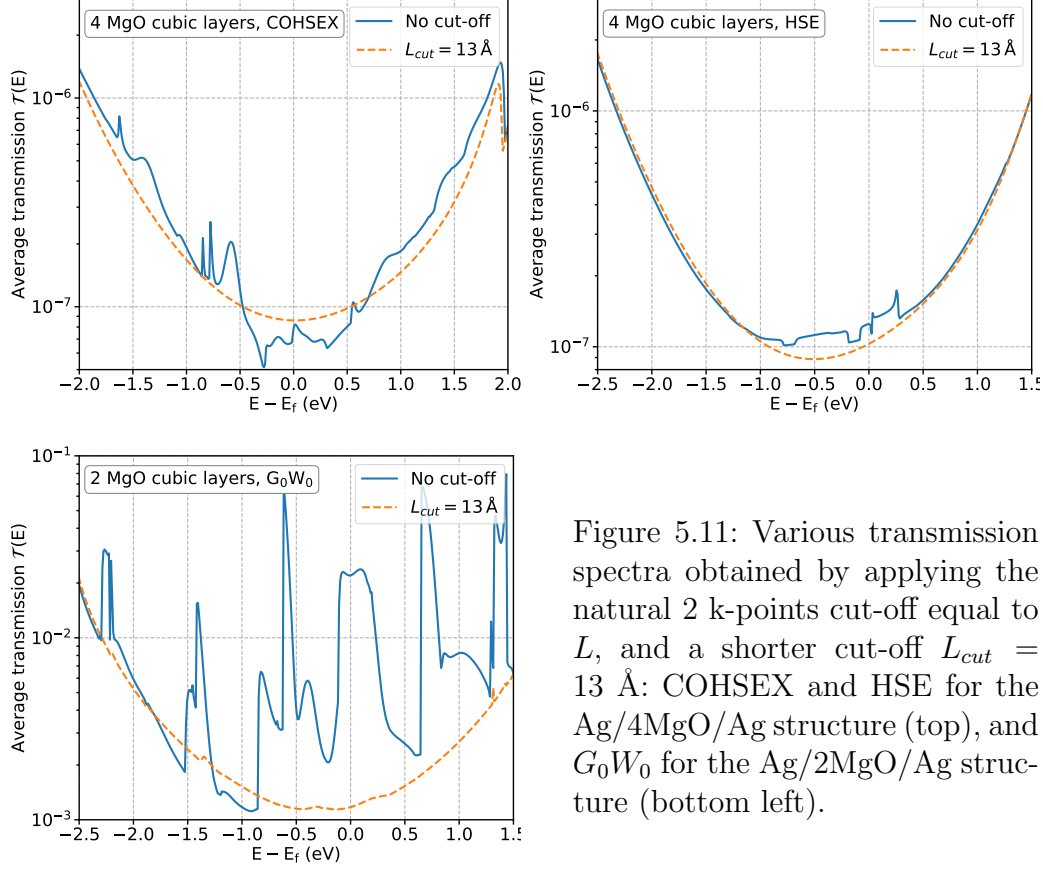 4 MgO cubic layers, COHSEX
No cut-off
L_cut = 13 Å
Average transmission 𝒯(E)
10⁻⁶
10⁻⁷
−2.0 −1.5 −1.0 −0.5 0.0 0.5 1.0 1.5 2.0
E − E_f (eV)
4 MgO cubic layers, HSE
No cut-off
L_cut = 13 Å
Average transmission 𝒯(E)
10⁻⁶
10⁻⁷
−2.5 −2.0 −1.5 −1.0 −0.5 0.0 0.5 1.0 1.5
E − E_f (eV)
2 MgO cubic layers, G₀W₀
No cut-off
L_cut = 13 Å
Average transmission 𝒯(E)
10⁻¹
10⁻²
10⁻³
−2.5 −2.0 −1.5 −1.0 −0.5 0.0 0.5 1.0 1.5
E − E_f (eV)
Figure 5.11: Various transmission
spectra obtained by applying the
natural 2 k-points cut-off equal to
L, and a shorter cut-off L_cut =
13 Å: COHSEX and HSE for the
Ag/4MgO/Ag structure (top), and
G₀W₀ for the Ag/2MgO/Ag struc-
ture (bottom left).